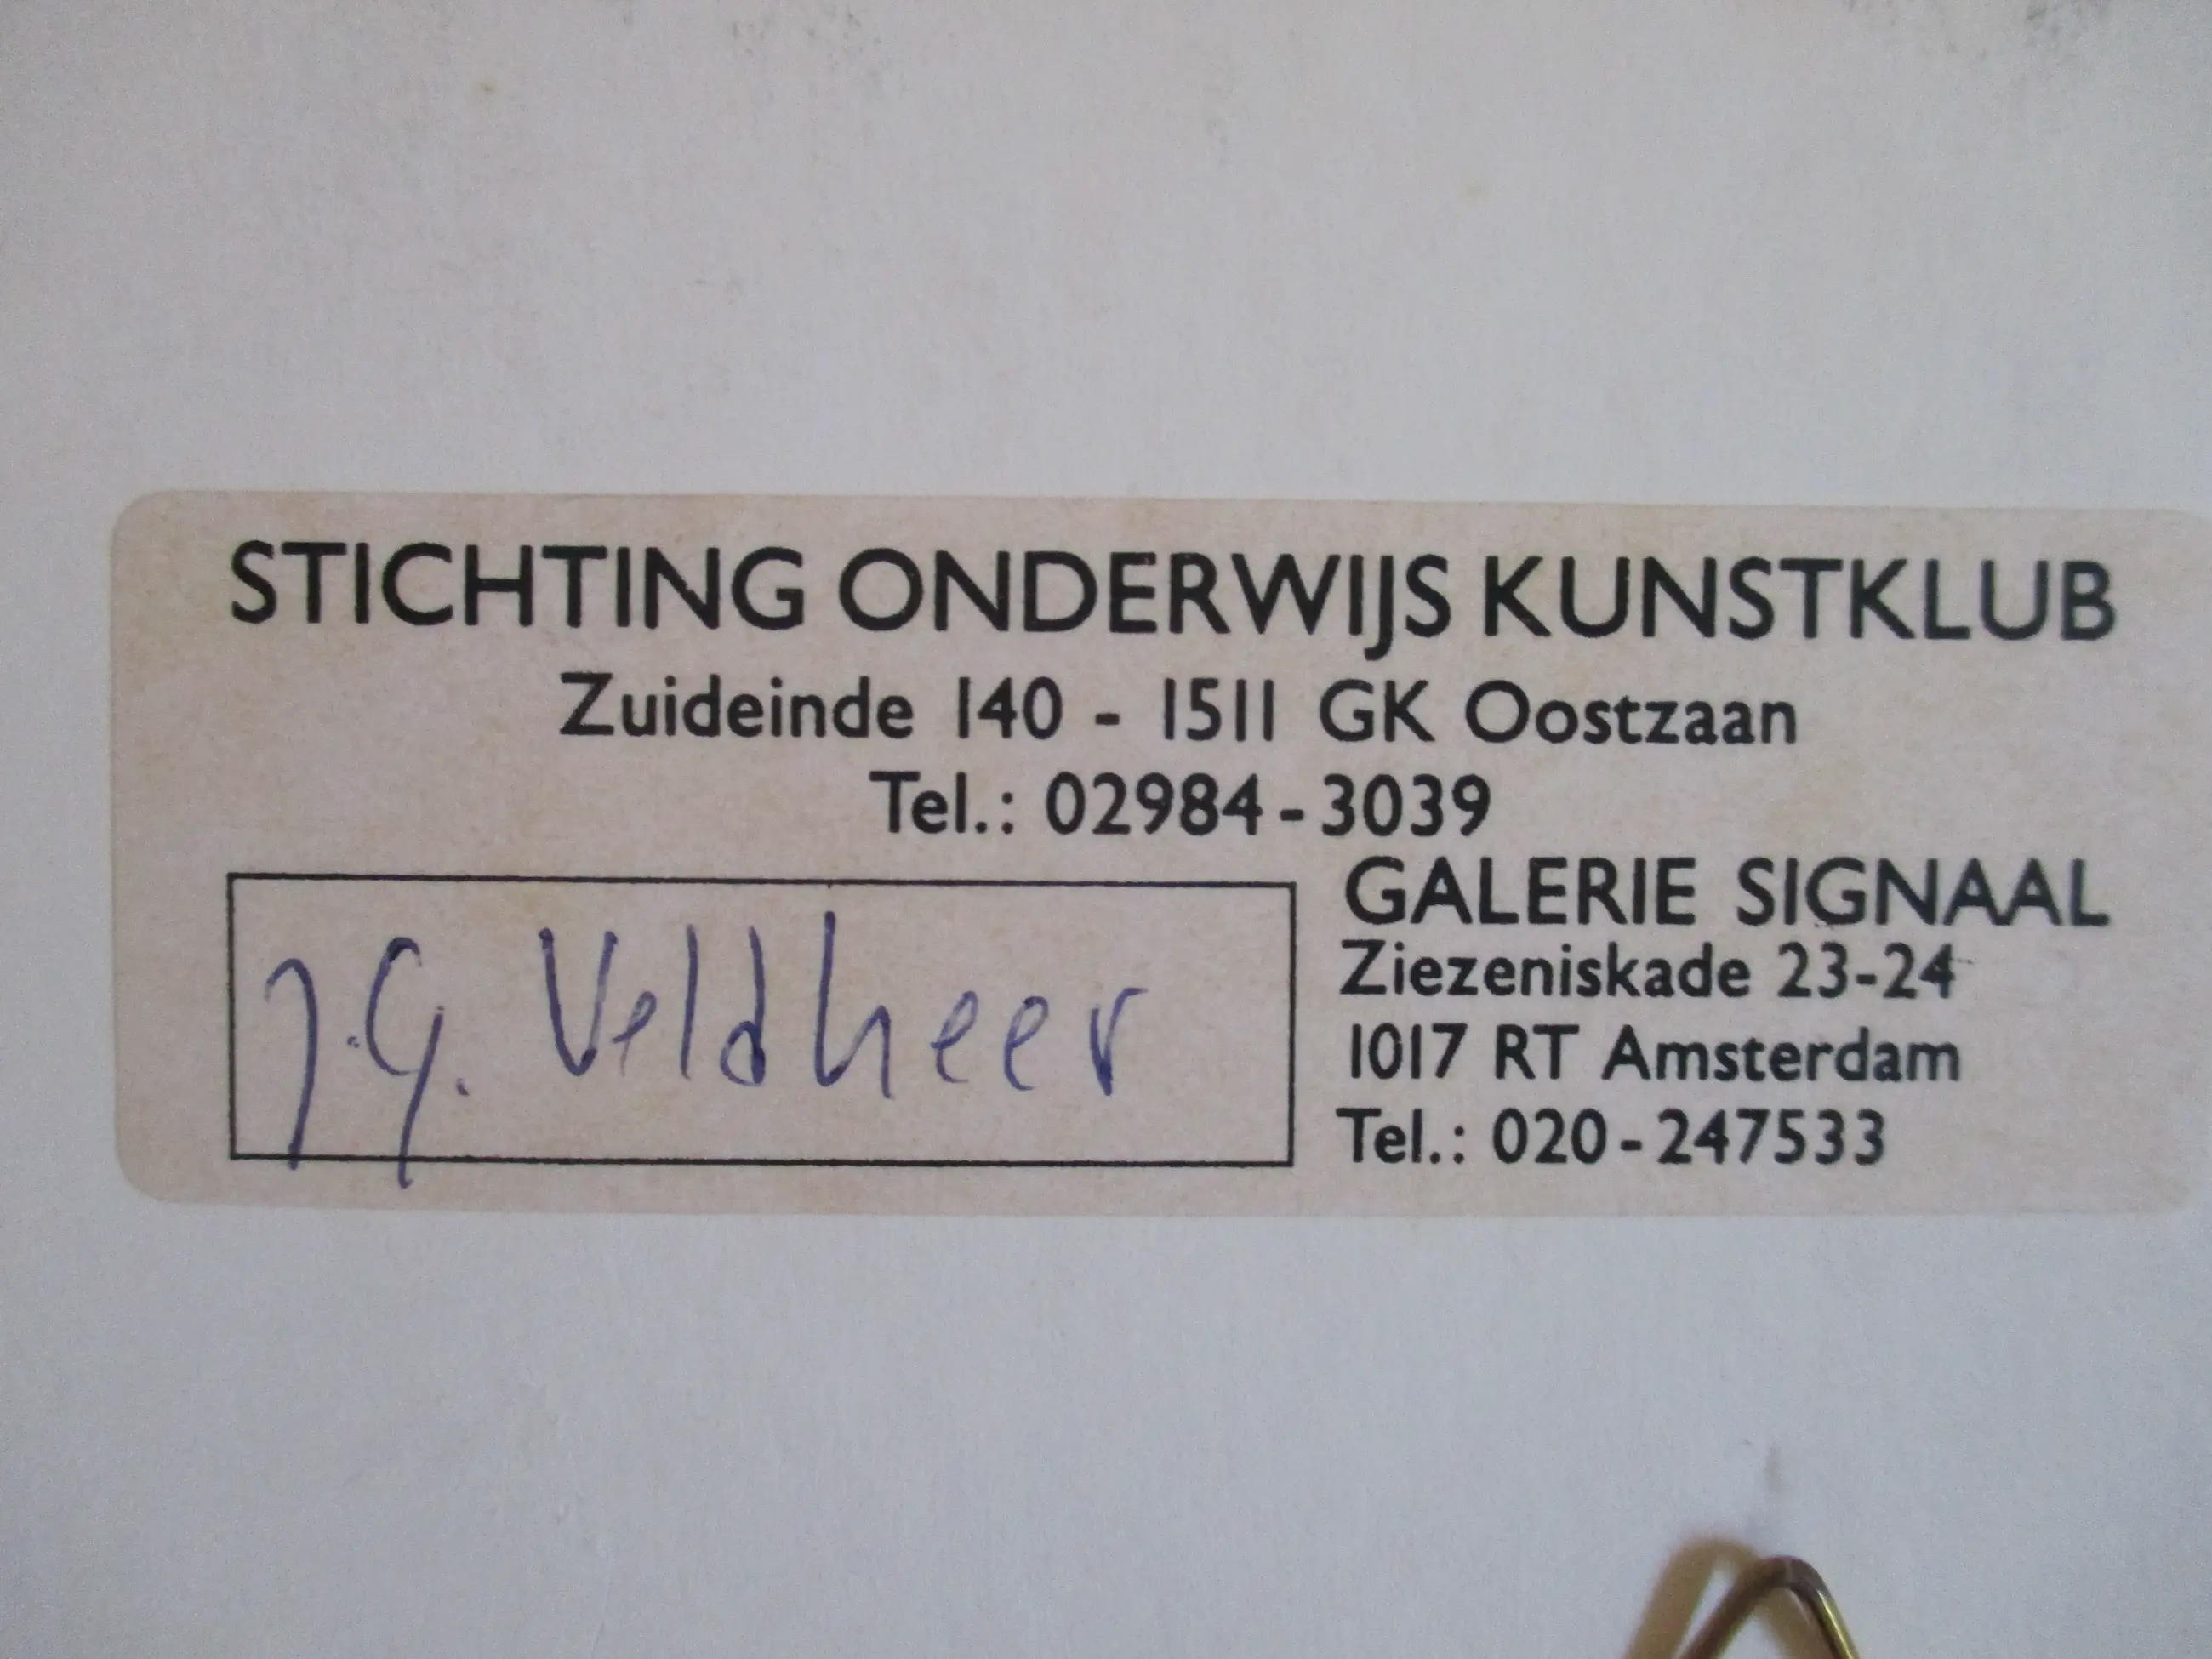 STICHTING ONDERWIJS KUNSTKLUB
Zuideinde 140 - 1511 GK Oostzaan
Tel.: 02984-3039
J.G. Veldheer
GALERIE SIGNAAL
Ziezeniskade 23-24
1017 RT Amsterdam
Tel.: 020-247533